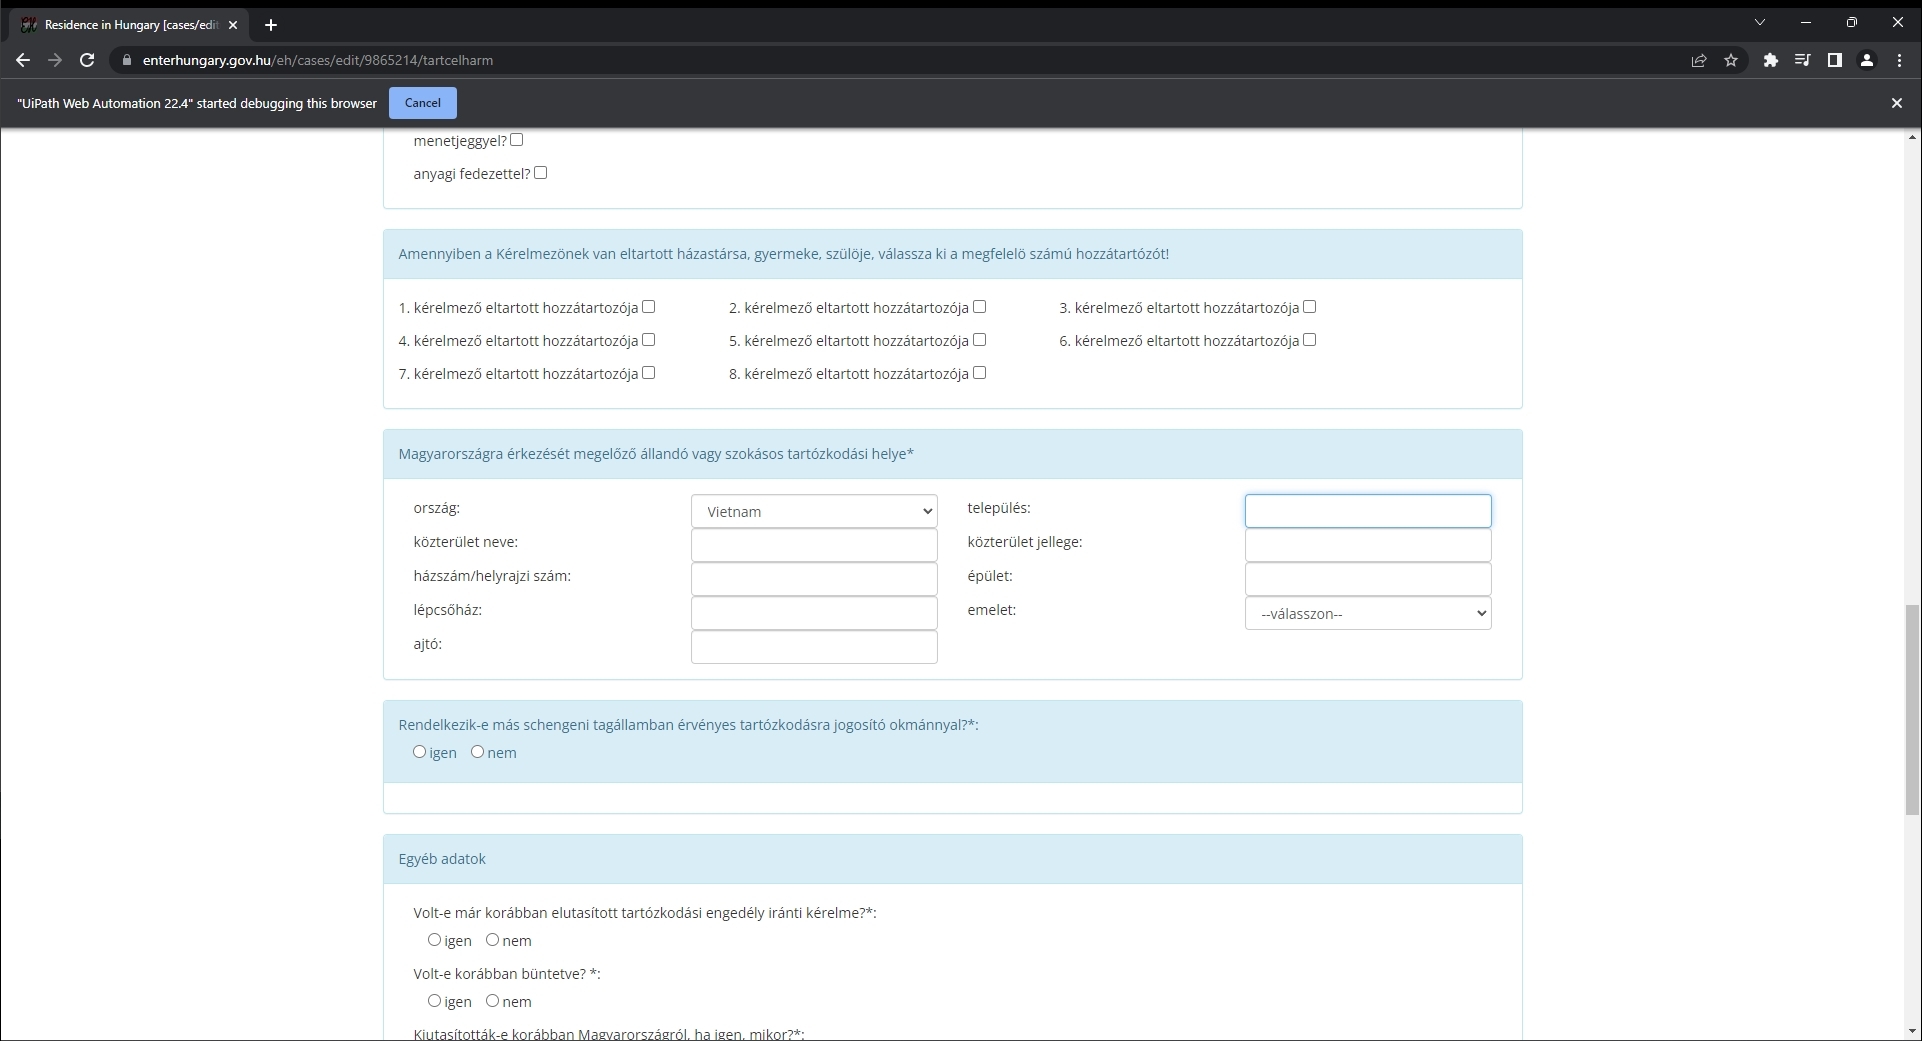 Residence in Hungary [cases/edit
enterhungary.gov.hu/eh/cases/edit/9865214/tartcelharm
"UiPath Web Automation 22.4" started debugging this browser Cancel
menetjeggyel?
anyagi fedezettel?
Amennyiben a Kérelmezönek van eltartott házastársa, gyermeke, szülöje, válassza ki a megfelelö számú hozzátartózót!
1. kérelmező eltartott hozzátartozója 2. kérelmező eltartott hozzátartozója 3. kérelmező eltartott hozzátartozója
4. kérelmező eltartott hozzátartozója 5. kérelmező eltartott hozzátartozója 6. kérelmező eltartott hozzátartozója
7. kérelmező eltartott hozzátartozója 8. kérelmező eltartott hozzátartozója
Magyarországra érkezését megelőző állandó vagy szokásos tartózkodási helye*
ország: Vietnam település:
közterület neve: közterület jellege:
házszám/helyrajzi szám: épület:
lépcsőház: emelet: --válasszon--
ajtó:
Rendelkezik-e más schengeni tagállamban érvényes tartózkodásra jogosító okmánnyal?*:
igen nem
Egyéb adatok
Volt-e már korábban elutasított tartózkodási engedély iránti kérelme?*:
igen nem
Volt-e korábban büntetve? *:
igen nem
Kiutasították-e korábban Magyarországról, ha igen, mikor?*: